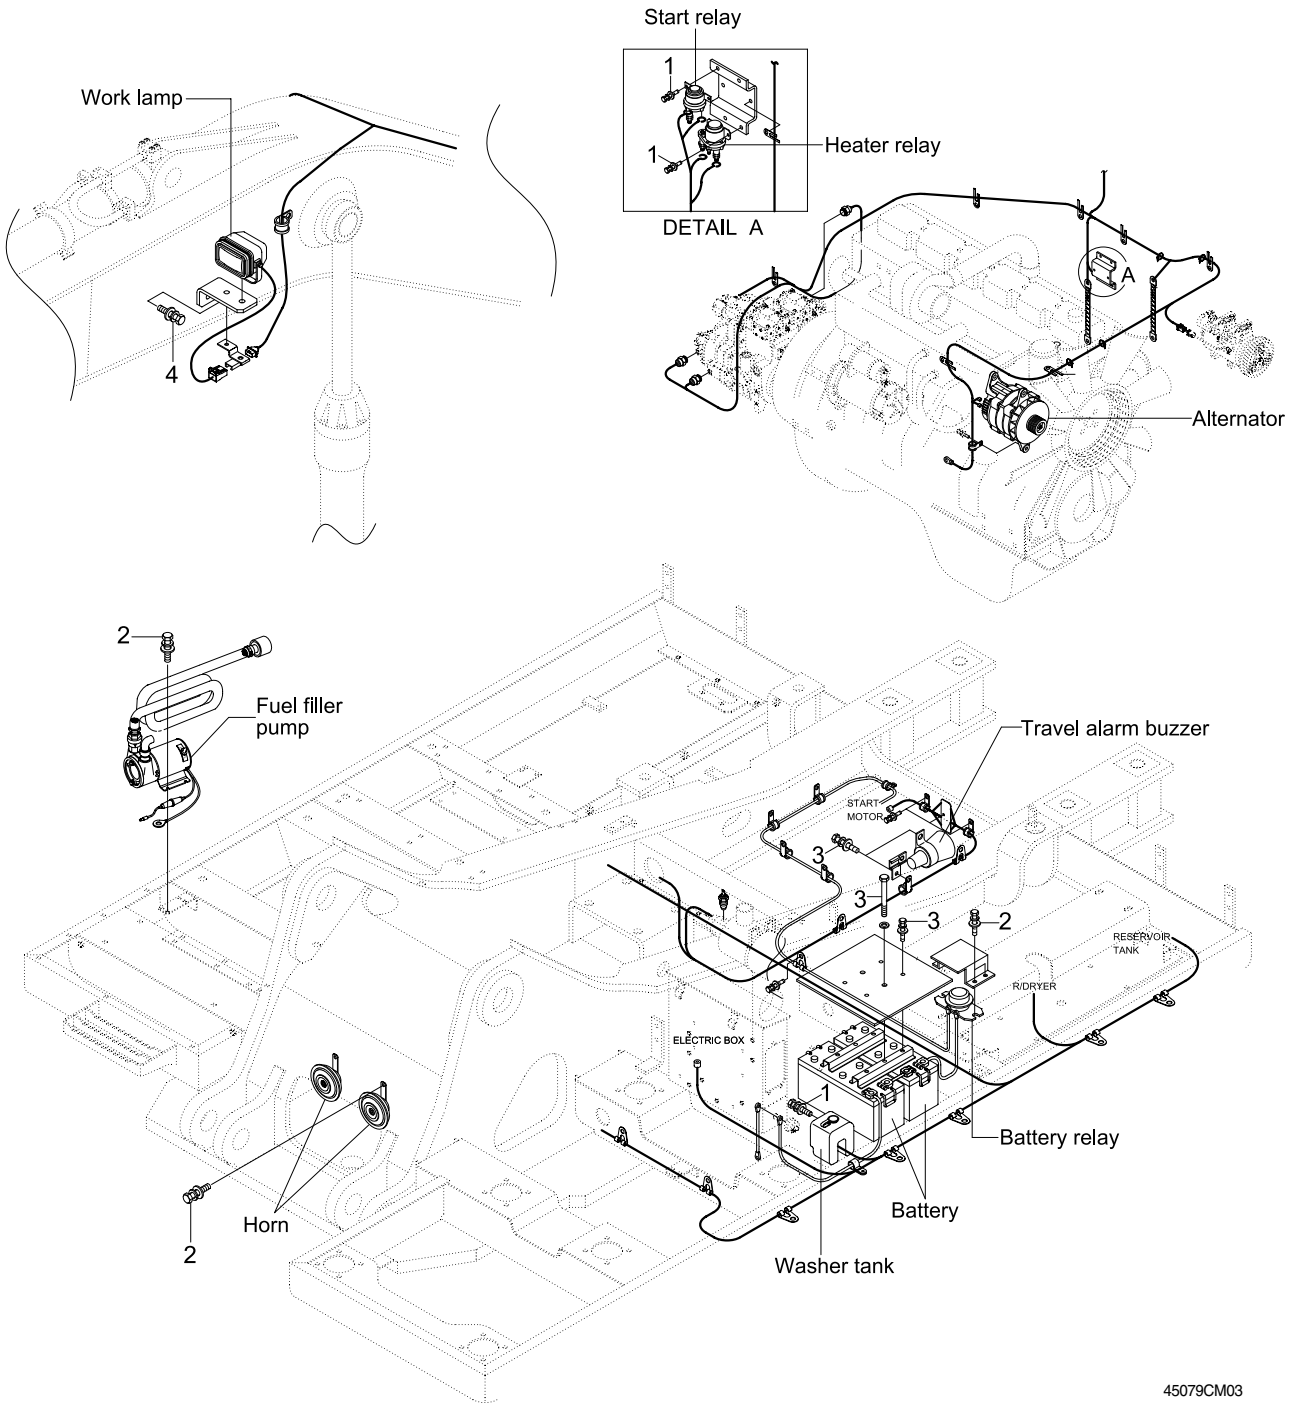 Start relay
1
Work lamp
1
Heater relay
DETAIL A
A
4
Alternator
2
Fuel filler
pump
Travel alarm buzzer
START
MOTOR
3
3
3
2
RESERVOIR
TANK
R/DRYER
ELECTRIC BOX
1
Battery relay
Battery
Horn
2
Washer tank
45079CM03